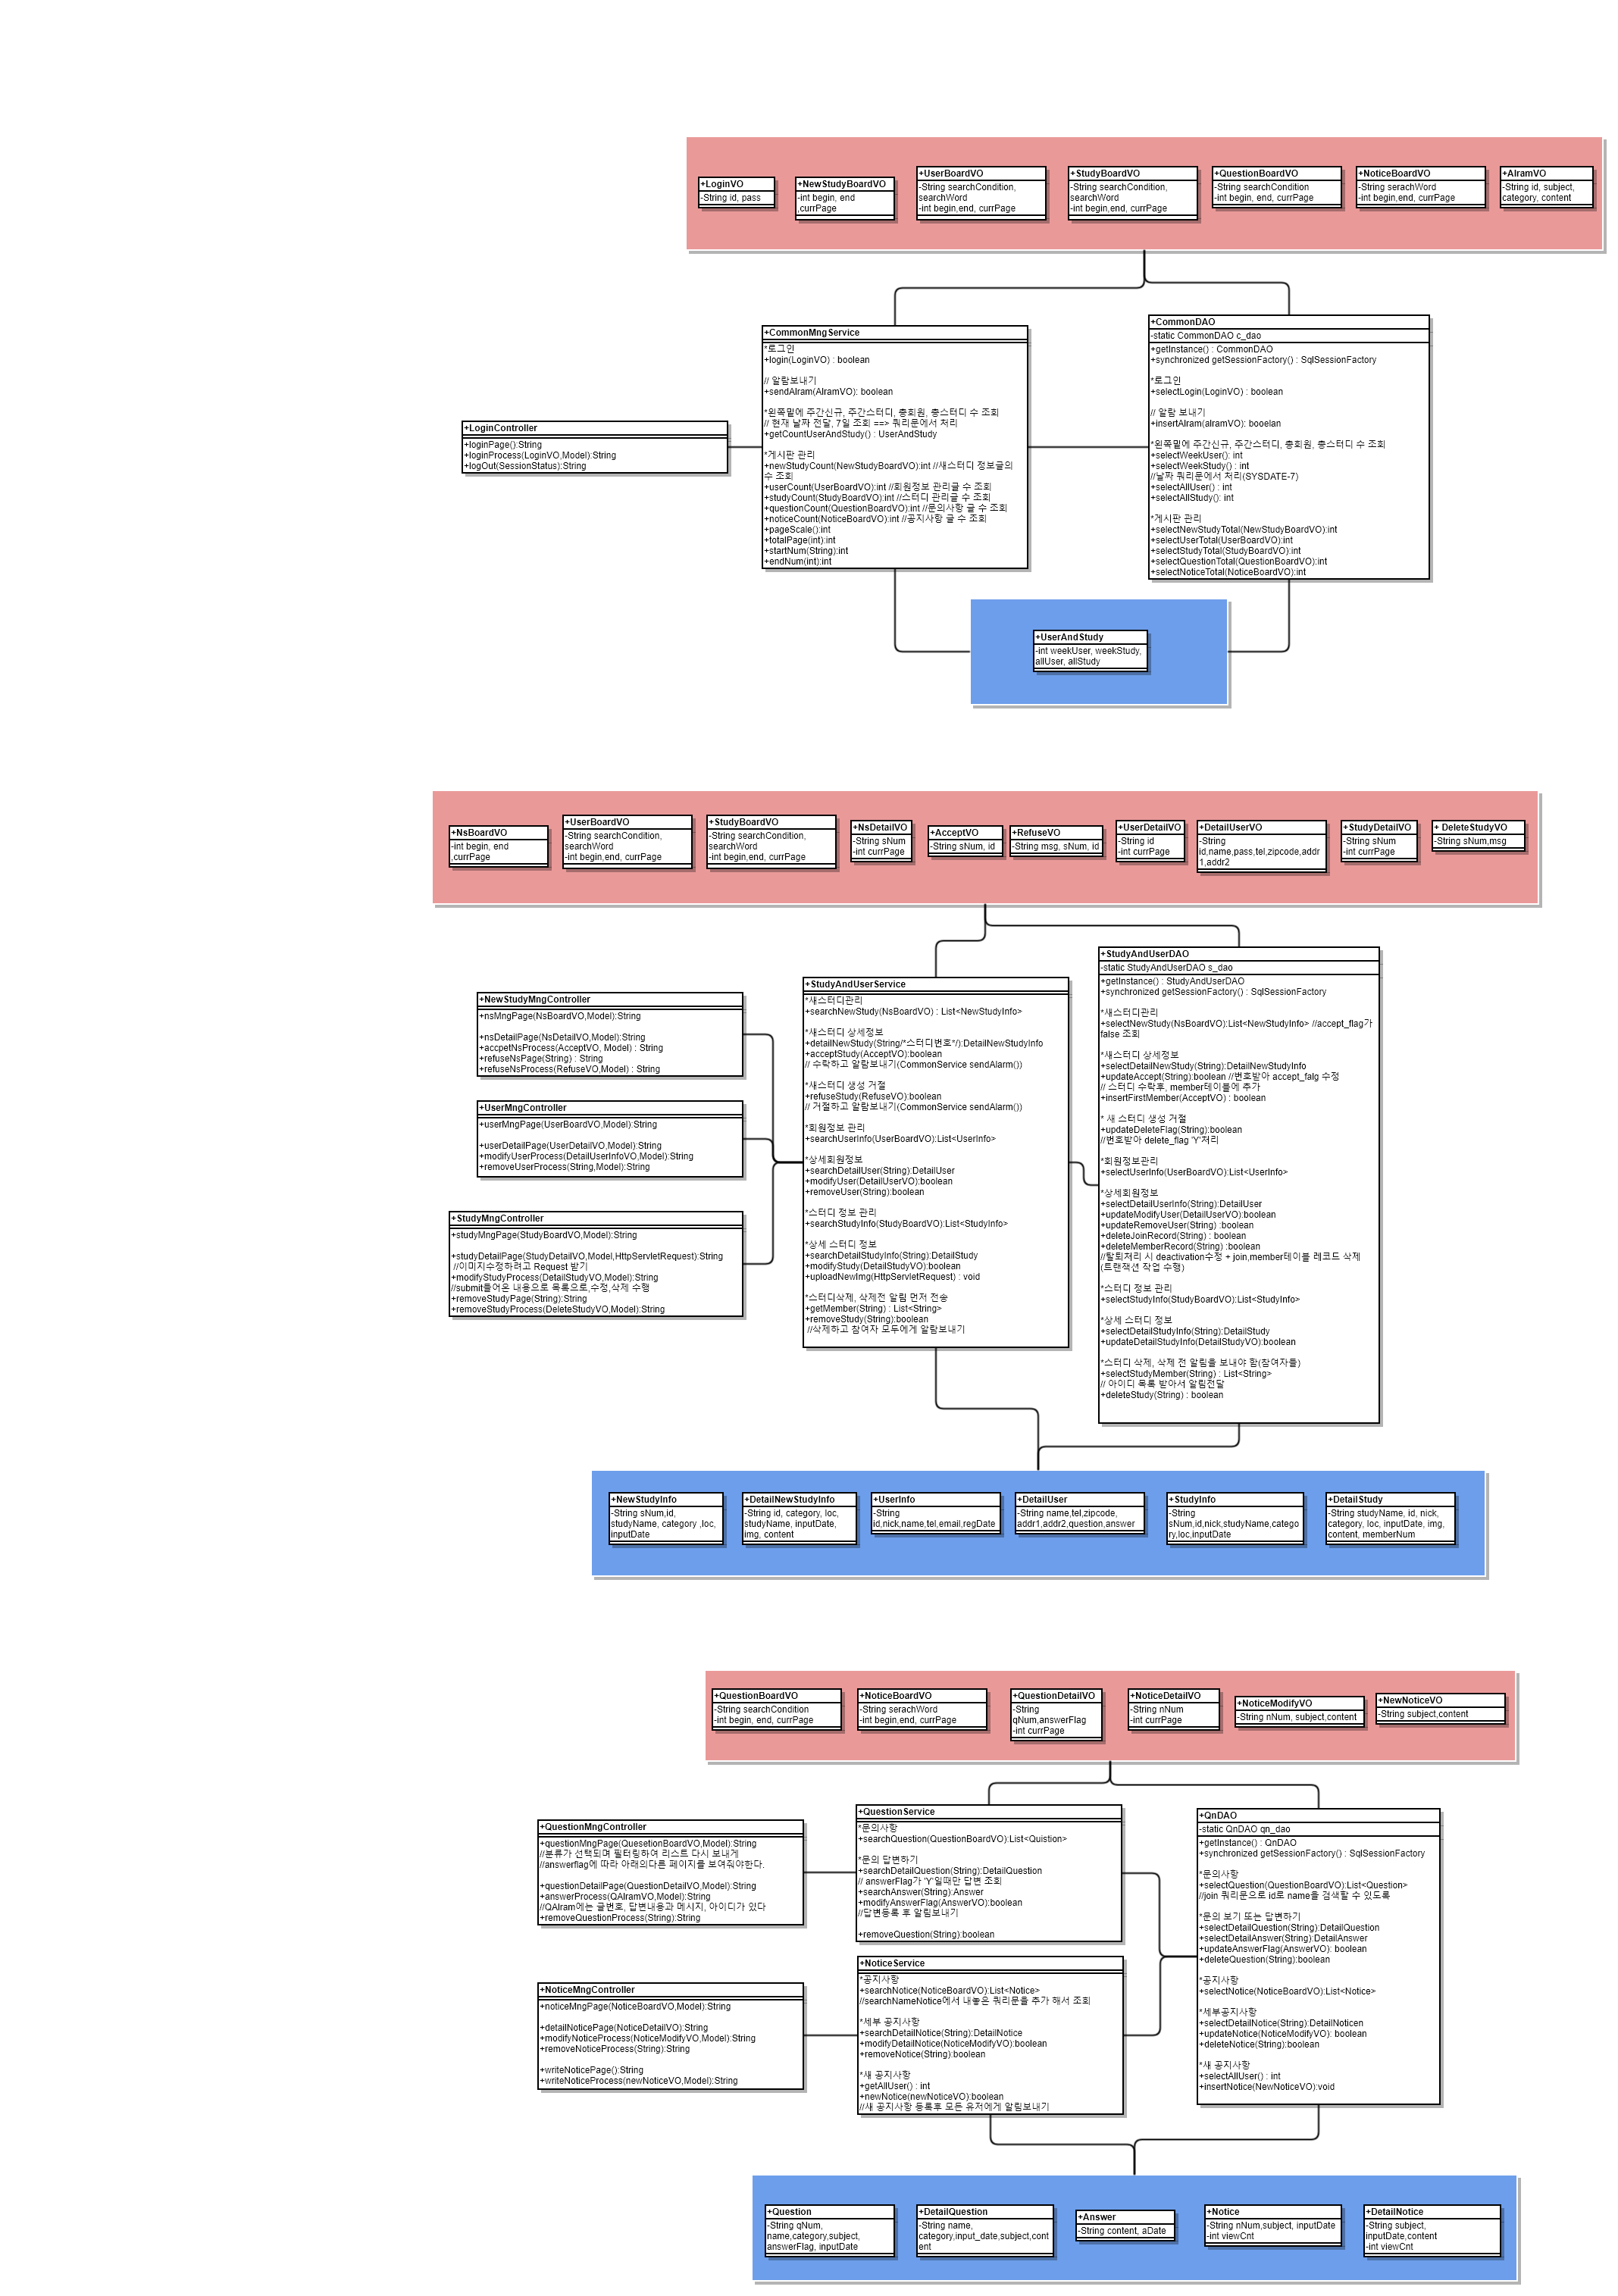 +LoginVO
-String id, pass
+NewStudyBoardVO
-int begin, end
,currPage
+UserBoardVO
-String searchCondition,
searchWord
-int begin,end, currPage
+StudyBoardVO
-String searchCondition,
searchWord
-int begin,end, currPage
+QuestionBoardVO
-String searchCondition
-int begin, end, currPage
+NoticeBoardVO
-String serachWord
-int begin,end, currPage
+AlramVO
-String id, subject,
category, content
+LoginController
+loginPage():String
+loginProcess(LoginVO,Model):String
+logOut(SessionStatus):String
+CommonMngService
*로그인
+login(LoginVO) : boolean
// 알람보내기
+sendAlram(AlramVO): boolean
*왼쪽밑에 주간신규, 주간스터디, 총회원, 총스터디 수 조회
// 현재 날짜 전달, 7일 조회 ==> 쿼리문에서 처리
+getCountUserAndStudy() : UserAndStudy
*게시판 관리
+newStudyCount(NewStudyBoardVO):int //새스터디 정보글의
수 조회
+userCount(UserBoardVO):int //회원정보 관리글 수 조회
+studyCount(StudyBoardVO):int //스터디 관리글 수 조회
+questionCount(QuestionBoardVO):int //문의사항 글 수 조회
+noticeCount(NoticeBoardVO):int //공지사항 글 수 조회
+pageScale():int
+totalPage(int):int
+startNum(String):int
+endNum(int):int
+CommonDAO
-static CommonDAO c_dao
+getInstance() : CommonDAO
+synchronized getSessionFactory() : SqlSessionFactory
*로그인
+selectLogin(LoginVO) : boolean
// 알람 보내기
+insertAlram(alramVO): booelan
*왼쪽밑에 주간신규, 주간스터디, 총회원, 총스터디 수 조회
+selectWeekUser(): int
+selectWeekStudy() : int
//날짜 쿼리문에서 처리(SYSDATE-7)
+selectAllUser() : int
+selectAllStudy(): int
*게시판 관리
+selectNewStudyTotal(NewStudyBoardVO):int
+selectUserTotal(UserBoardVO):int
+selectStudyTotal(StudyBoardVO):int
+selectQuestionTotal(QuestionBoardVO):int
+selectNoticeTotal(NoticeBoardVO):int
+UserAndStudy
-int weekUser, weekStudy,
allUser, allStudy
+NsBoardVO
-int begin, end
,currPage
+UserBoardVO
-String searchCondition,
searchWord
-int begin,end, currPage
+StudyBoardVO
-String searchCondition,
searchWord
-int begin,end, currPage
+NsDetailVO
-String sNum
-int currPage
+AcceptVO
-String sNum, id
+RefuseVO
-String msg, sNum, id
+UserDetailVO
-String id
-int currPage
+DetailUserVO
-String
id,name,pass,tel,zipcode,addr
1,addr2
+StudyDetailVO
-String sNum
-int currPage
+ DeleteStudyVO
-String sNum,msg
+NewStudyMngController
+nsMngPage(NsBoardVO,Model):String
+nsDetailPage(NsDetailVO,Model):String
+accpetNsProcess(AcceptVO, Model) : String
+refuseNsPage(String) : String
+refuseNsProcess(RefuseVO,Model) : String
+UserMngController
+userMngPage(UserBoardVO,Model):String
+userDetailPage(UserDetailVO,Model):String
+modifyUserProcess(DetailUserInfoVO,Model):String
+removeUserProcess(String,Model):String
+StudyMngController
+studyMngPage(StudyBoardVO,Model):String
+studyDetailPage(StudyDetailVO,Model,HttpServletRequest):String
//이미지수정하려고 Request 받기
+modifyStudyProcess(DetailStudyVO,Model):String
//submit들어온 내용으로 목록으로,수정,삭제 수행
+removeStudyPage(String):String
+removeStudyProcess(DeleteStudyVO,Model):String
+StudyAndUserService
*새스터디관리
+searchNewStudy(NsBoardVO) : List<NewStudyInfo>
*새스터디 상세정보
+detailNewStudy(String/*스터디번호*/):DetailNewStudyInfo
+acceptStudy(AcceptVO):boolean
// 수락하고 알람보내기(CommonService sendAlarm())
*새스터디 생성 거절
+refuseStudy(RefuseVO):boolean
// 거절하고 알람보내기(CommonService sendAlarm())
*회원정보 관리
+searchUserInfo(UserBoardVO):List<UserInfo>
*상세회원정보
+searchDetailUser(String):DetailUser
+modifyUser(DetailUserVO):boolean
+removeUser(String):boolean
*스터디 정보 관리
+searchStudyInfo(StudyBoardVO):List<StudyInfo>
*상세 스터디 정보
+searchDetailStudyInfo(String):DetailStudy
+modifyStudy(DetailStudyVO):boolean
+uploadNewImg(HttpServletRequest) : void
*스터디삭제, 삭제전 알림 먼저 전송
+getMember(String) : List<String>
+removeStudy(String):boolean
//삭제하고 참여자 모두에게 알람보내기
+StudyAndUserDAO
-static StudyAndUserDAO s_dao
+getInstance() : StudyAndUserDAO
+synchronized getSessionFactory() : SqlSessionFactory
*새스터디관리
+selectNewStudy(NsBoardVO):List<NewStudyInfo> //accept_flag가
false 조회
*새스터디 상세정보
+selectDetailNewStudy(String):DetailNewStudyInfo
+updateAccept(String):boolean //번호받아 accept_falg 수정
// 스터디 수락후, member테이블에 추가
+insertFirstMember(AcceptVO) : boolean
* 새 스터디 생성 거절
+updateDeleteFlag(String):boolean
//번호받아 delete_flag 'Y'처리
*회원정보관리
+selectUserInfo(UserBoardVO):List<UserInfo>
*상세회원정보
+selectDetailUserInfo(String):DetailUser
+updateModifyUser(DetailUserVO):boolean
+updateRemoveUser(String) :boolean
+deleteJoinRecord(String) : boolean
+deleteMemberRecord(String) :boolean
//탈퇴처리 시 deactivation수정 + join,member테이블 레코드 삭제
(트랜잭션 작업 수행)
*스터디 정보 관리
+selectStudyInfo(StudyBoardVO):List<StudyInfo>
*상세 스터디 정보
+selectDetailStudyInfo(String):DetailStudy
+updateDetailStudyInfo(DetailStudyVO):boolean
*스터디 삭제, 삭제 전 알림을 보내야 함(참여자들)
+selectStudyMember(String) : List<String>
// 아이디 목록 받아서 알림전달
+deleteStudy(String) : boolean
+NewStudyInfo
-String sNum,id,
studyName, category ,loc,
inputDate
+DetailNewStudyInfo
-String id, category, loc,
studyName, inputDate,
img, content
+UserInfo
-String
id,nick,name,tel,email,regDate
+DetailUser
-String name,tel,zipcode,
addr1,addr2,question,answer
+StudyInfo
-String
sNum,id,nick,studyName,catego
ry,loc,inputDate
+DetailStudy
-String studyName, id, nick,
category, loc, inputDate, img,
content, memberNum
+QuestionBoardVO
-String searchCondition
-int begin, end, currPage
+NoticeBoardVO
-String serachWord
-int begin,end, currPage
+QuestionDetailVO
-String
qNum,answerFlag
-int currPage
+NoticeDetailVO
-String nNum
-int currPage
+NoticeModifyVO
-String nNum, subject,content
+NewNoticeVO
-String subject,content
+QuestionMngController
+questionMngPage(QuesetionBoardVO,Model):String
//분류가 선택되며 필터링하여 리스트 다시 보내게
//answerflag에 따라 아래의다른 페이지를 보여줘야한다.
+questionDetailPage(QuestionDetailVO,Model):String
+answerProcess(QAlramVO,Model):String
//QAlram에는 글번호, 답변내용과 메시지, 아이디가 있다
+removeQuestionProcess(String):String
+NoticeMngController
+noticeMngPage(NoticeBoardVO,Model):String
+detailNoticePage(NoticeDetailVO):String
+modifyNoticeProcess(NoticeModifyVO,Model):String
+removeNoticeProcess(String):String
+writeNoticePage():String
+writeNoticeProcess(newNoticeVO,Model):String
+QuestionService
*문의사항
+searchQuestion(QuestionBoardVO):List<Quistion>
*문의 답변하기
+searchDetailQuestion(String):DetailQuestion
// answerFlag가 'Y'일때만 답변 조회
+searchAnswer(String):Answer
+modifyAnswerFlag(AnswerVO):boolean
//답변등록 후 알림보내기
+removeQuestion(String):boolean
+NoticeService
*공지사항
+searchNotice(NoticeBoardVO):List<Notice>
//searchNameNotice에서 내놓은 쿼리문을 추가 해서 조회
*세부 공지사항
+searchDetailNotice(String):DetailNotice
+modifyDetailNotice(NoticeModifyVO):boolean
+removeNotice(String):boolean
*새 공지사항
+getAllUser() : int
+newNotice(newNoticeVO):boolean
//새 공지사항 등록후 모든 유저에게 알림보내기
+QnDAO
-static QnDAO qn_dao
+getInstance() : QnDAO
+synchronized getSessionFactory() : SqlSessionFactory
*문의사항
+selectQuestion(QuestionBoardVO):List<Question>
//join 쿼리문으로 id로 name을 검색할 수 있도록
*문의 보기 또는 답변하기
+selectDetailQuestion(String):DetailQuestion
+selectDetailAnswer(String):DetailAnswer
+updateAnswerFlag(AnswerVO): boolean
+deleteQuestion(String):boolean
*공지사항
+selectNotice(NoticeBoardVO):List<Notice>
*세부공지사항
+selectDetailNotice(String):DetailNoticen
+updateNotice(NoticeModifyVO): boolean
+deleteNotice(String):boolean
*새 공지사항
+selectAllUser() : int
+insertNotice(NewNoticeVO):void
+Question
-String qNum,
name,category,subject,
answerFlag, inputDate
+DetailQuestion
-String name,
category,input_date,subject,cont
ent
+Answer
-String content, aDate
+Notice
-String nNum,subject, inputDate
-int viewCnt
+DetailNotice
-String subject,
inputDate,content
-int viewCnt